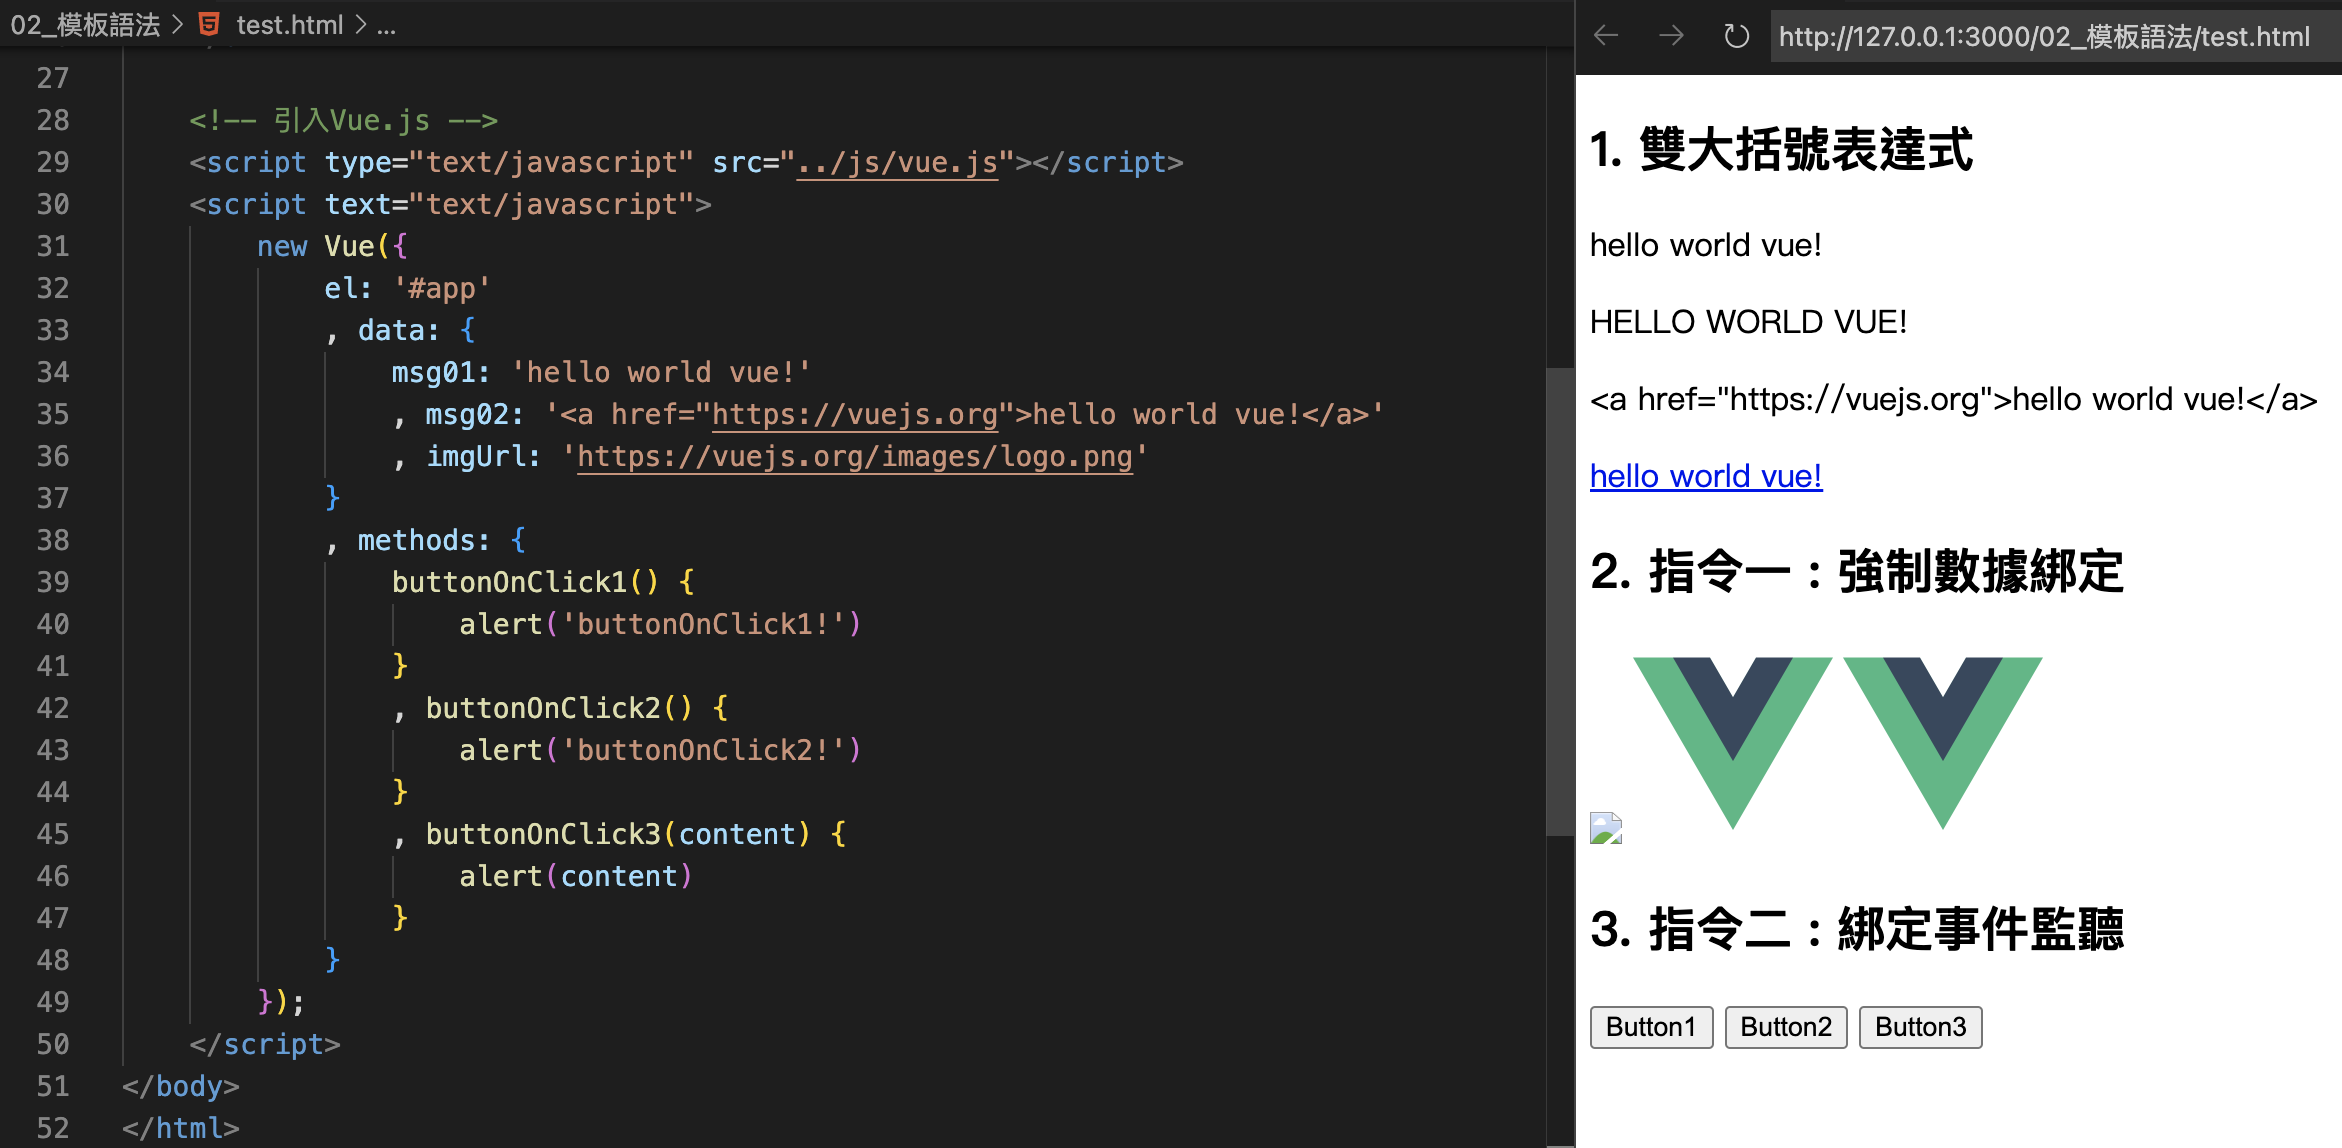 02_模板語法 > test.html > ...
27
28 <!-- 引入Vue.js -->
29 <script type="text/javascript" src="../js/vue.js"></script>
30 <script text="text/javascript">
31 new Vue({
32 el: '#app'
33 , data: {
34 msg01: 'hello world vue!'
35 , msg02: '<a href="https://vuejs.org">hello world vue!</a>'
36 , imgUrl: 'https://vuejs.org/images/logo.png'
37 }
38 , methods: {
39 buttonOnClick1() {
40 alert('buttonOnClick1!')
41 }
42 , buttonOnClick2() {
43 alert('buttonOnClick2!')
44 }
45 , buttonOnClick3(content) {
46 alert(content)
47 }
48 }
49 });
50 </script>
51 </body>
52 </html>
http://127.0.0.1:3000/02_模板語法/test.html
1. 雙大括號表達式
hello world vue!
HELLO WORLD VUE!
<a href="https://vuejs.org">hello world vue!</a>
hello world vue!
2. 指令一：強制數據綁定
3. 指令二：綁定事件監聽
Button1 Button2 Button3